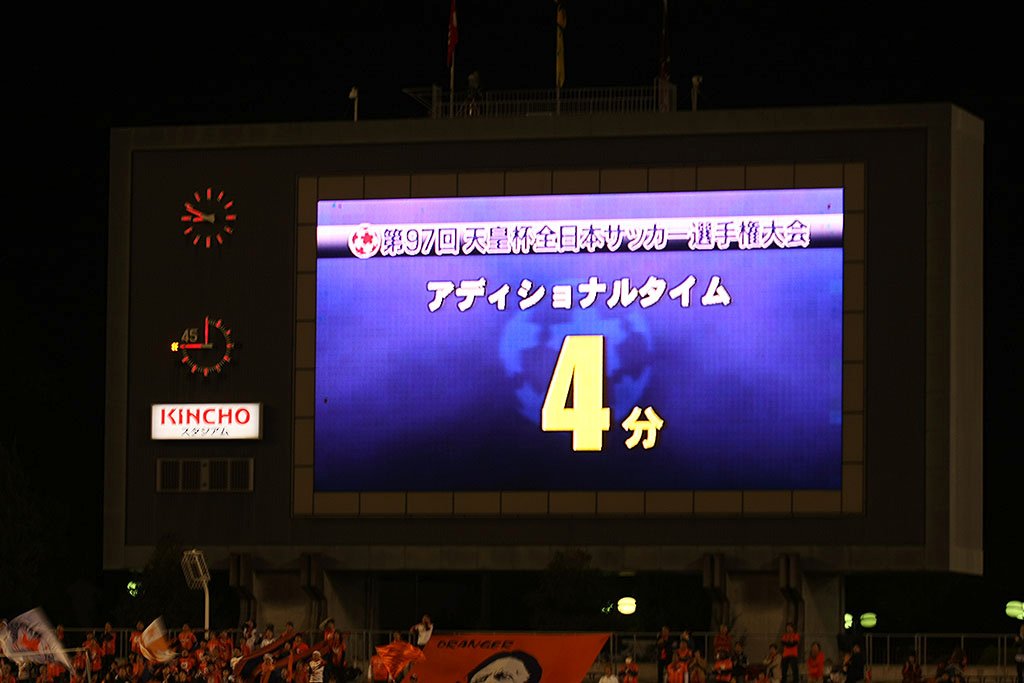 第97回 天皇杯全日本サッカー選手権大会
アディショナルタイム
4分
45
KINCHO
スタジアム
ORANGER